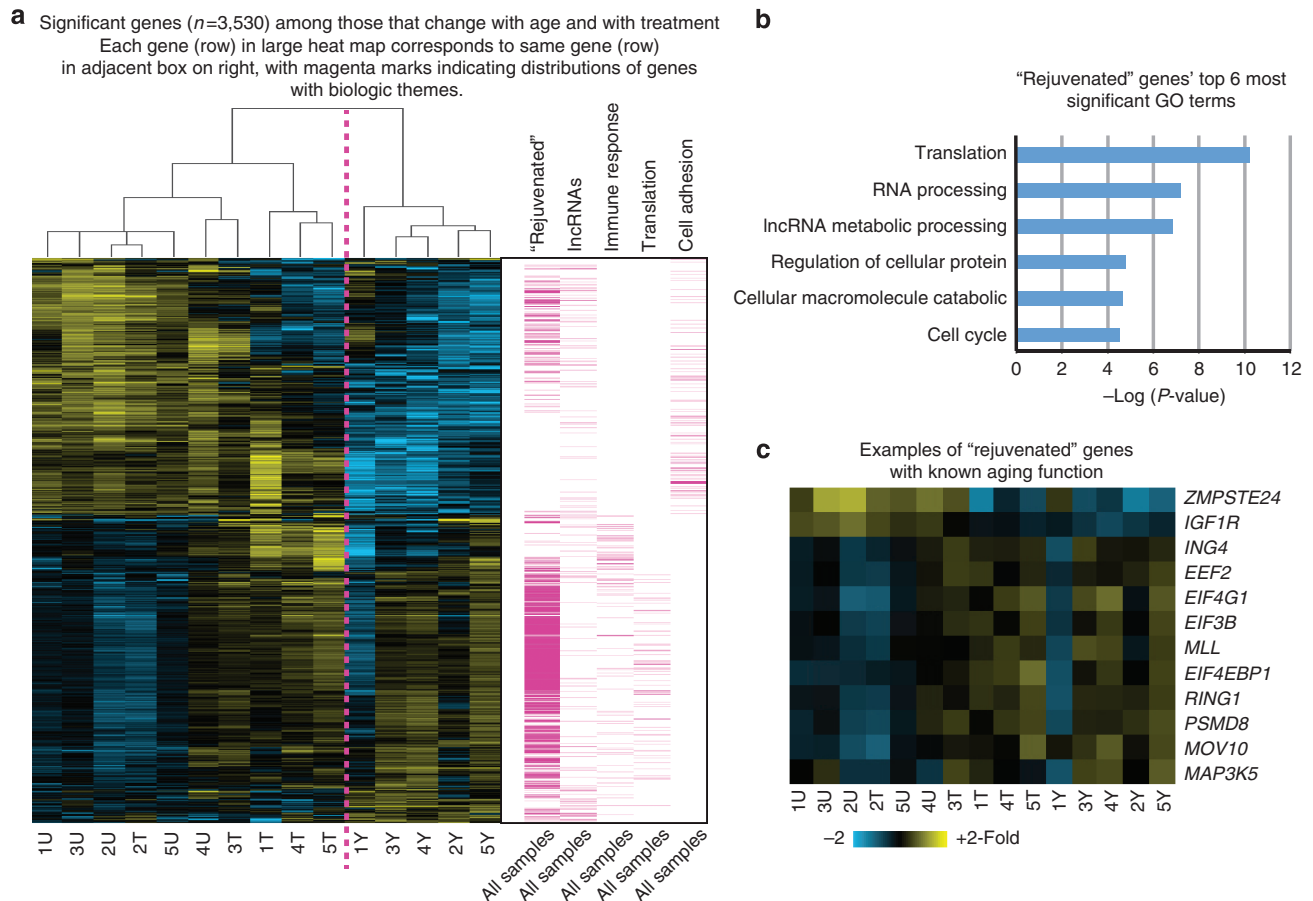 a
Significant genes (n=3,530) among those that change with age and with treatment
Each gene (row) in large heat map corresponds to same gene (row)
in adjacent box on right, with magenta marks indicating distributions of genes
with biologic themes.
"Rejuvenated"
lncRNAs
Immune response
Translation
Cell adhesion
1U 3U 2U 2T 5U 4U 3T 1T 4T 5T 1Y 3Y 4Y 2Y 5Y
All samples All samples All samples All samples All samples
b
"Rejuvenated" genes' top 6 most
significant GO terms
Translation
RNA processing
lncRNA metabolic processing
Regulation of cellular protein
Cellular macromolecule catabolic
Cell cycle
0 2 4 6 8 10 12
–Log (P-value)
c
Examples of "rejuvenated" genes
with known aging function
ZMPSTE24
IGF1R
ING4
EEF2
EIF4G1
EIF3B
MLL
EIF4EBP1
RING1
PSMD8
MOV10
MAP3K5
1U 3U 2U 2T 5U 4U 3T 1T 4T 5T 1Y 3Y 4Y 2Y 5Y
–2 +2-Fold